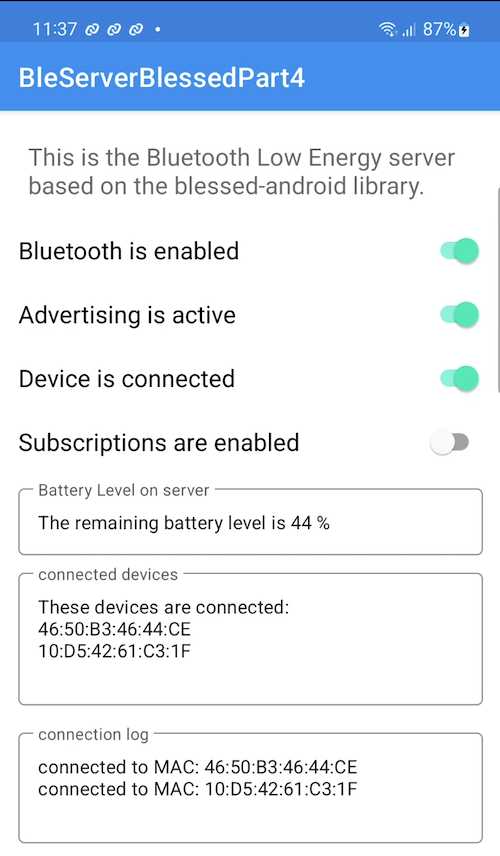 11:37
87%
BleServerBlessedPart4
This is the Bluetooth Low Energy server
based on the blessed-android library.
Bluetooth is enabled
Advertising is active
Device is connected
Subscriptions are enabled
Battery Level on server
The remaining battery level is 44 %
connected devices
These devices are connected:
46:50:B3:46:44:CE
10:D5:42:61:C3:1F
connection log
connected to MAC: 46:50:B3:46:44:CE
connected to MAC: 10:D5:42:61:C3:1F